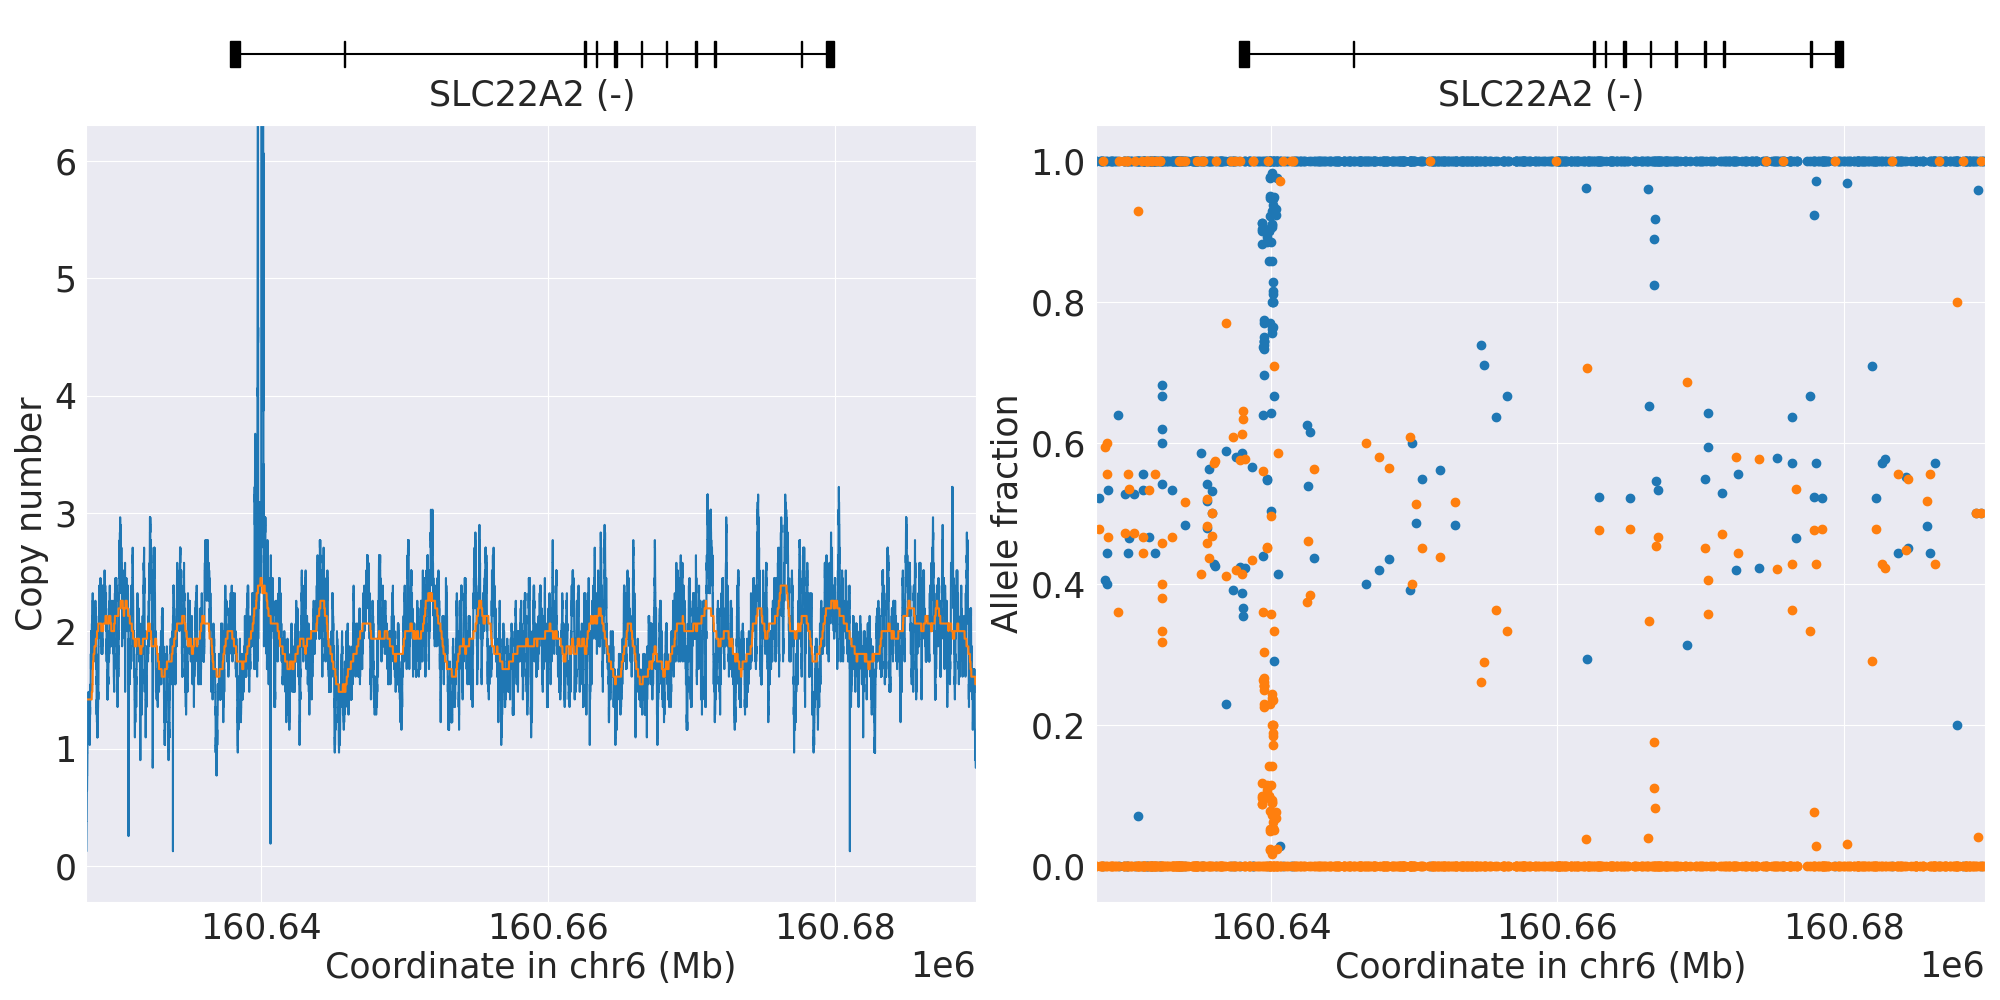 SLC22A2 (-)
6
5
4
3
2
1
0
Copy number
160.64
160.66
160.68
Coordinate in chr6 (Mb)
1e6
SLC22A2 (-)
1.0
0.8
0.6
0.4
0.2
0.0
Allele fraction
160.64
160.66
160.68
Coordinate in chr6 (Mb)
1e6